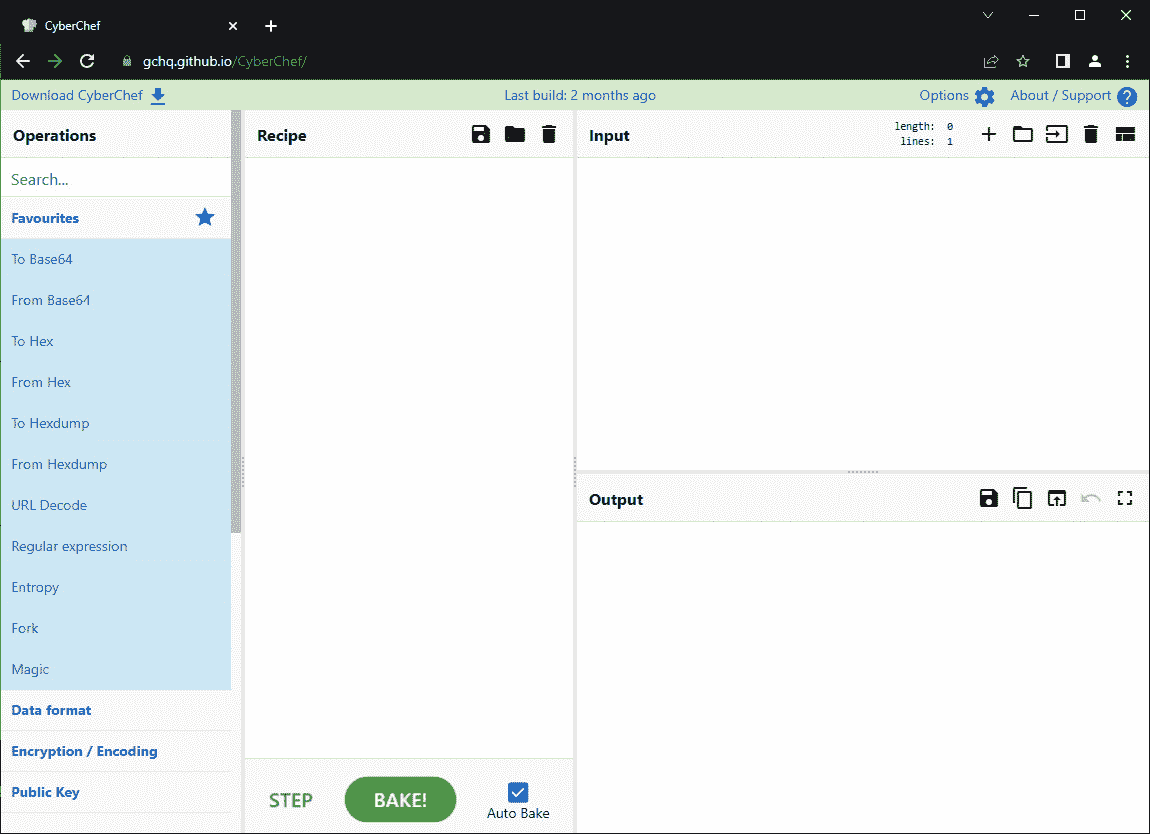 CyberChef
gchq.github.io/CyberChef/
Download CyberChef
Last build: 2 months ago
Options
About / Support
Operations
Search...
Favourites
To Base64
From Base64
To Hex
From Hex
To Hexdump
From Hexdump
URL Decode
Regular expression
Entropy
Fork
Magic
Data format
Encryption / Encoding
Public Key
Recipe
STEP
BAKE!
Auto Bake
Input
length: 0
lines: 1
Output